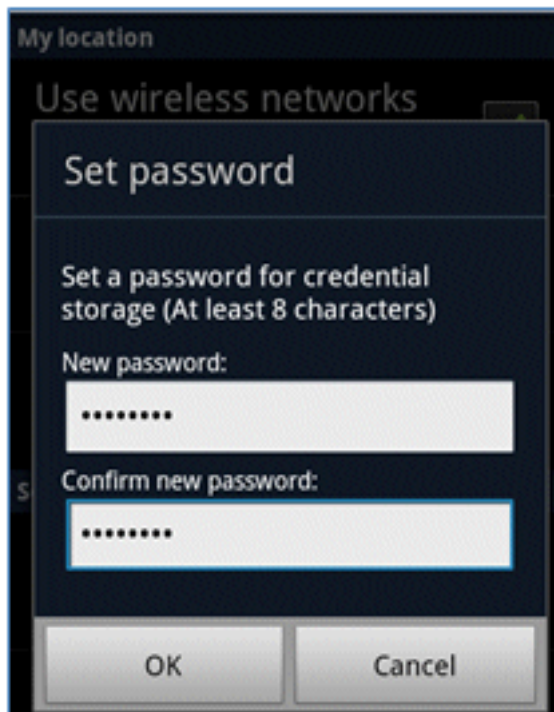 My location
Use wireless networks
Set password
Set a password for credential
storage (At least 8 characters)
New password:
••••••••
Confirm new password:
••••••••
OK
Cancel